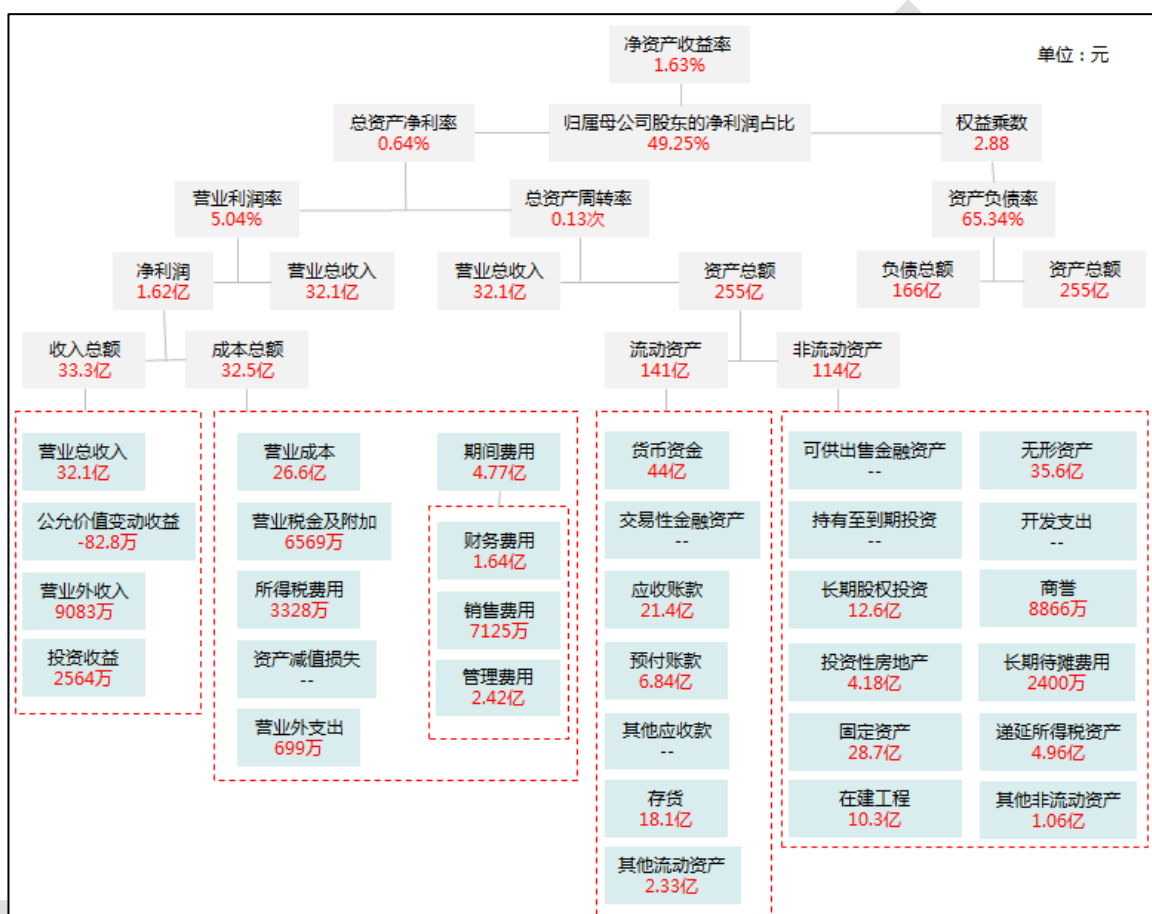 净资产收益率
1.63%
单位：元
总资产净利率
0.64%
归属母公司股东的净利润占比
49.25%
权益乘数
2.88
营业利润率
5.04%
总资产周转率
0.13次
资产负债率
65.34%
净利润
1.62亿
营业总收入
32.1亿
营业总收入
32.1亿
资产总额
255亿
负债总额
166亿
资产总额
255亿
收入总额
33.3亿
成本总额
32.5亿
流动资产
141亿
非流动资产
114亿
营业总收入
32.1亿
公允价值变动收益
-82.8万
营业外收入
9083万
投资收益
2564万
营业成本
26.6亿
营业税金及附加
6569万
所得税费用
3328万
资产减值损失
--
营业外支出
699万
期间费用
4.77亿
财务费用
1.64亿
销售费用
7125万
管理费用
2.42亿
货币资金
44亿
交易性金融资产
--
应收账款
21.4亿
预付账款
6.84亿
其他应收款
--
存货
18.1亿
其他流动资产
2.33亿
可供出售金融资产
--
持有至到期投资
--
长期股权投资
12.6亿
投资性房地产
4.18亿
固定资产
28.7亿
在建工程
10.3亿
无形资产
35.6亿
开发支出
--
商誉
8866万
长期待摊费用
2400万
递延所得税资产
4.96亿
其他非流动资产
1.06亿